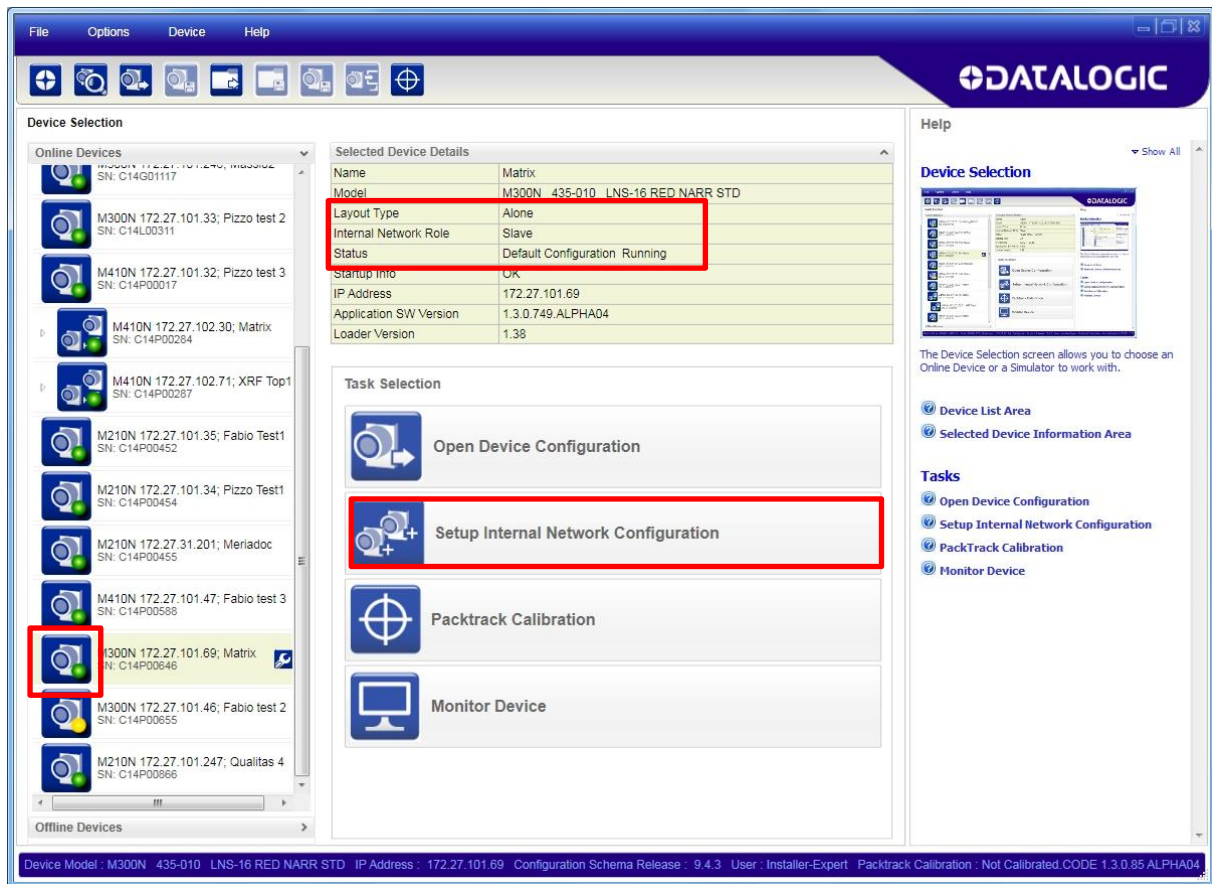 File Options Device Help
DATALOGIC
Device Selection
Online Devices
SN: C14G01117
M300N 172.27.101.33; Pizzo test 2
SN: C14L00311
M410N 172.27.101.32; Pizzo test 3
SN: C14P00017
M410N 172.27.102.30; Matrix
SN: C14P00284
M410N 172.27.102.71; XRF Top1
SN: C14P00287
M210N 172.27.101.35; Fabio Test1
SN: C14P00452
M210N 172.27.101.34; Pizzo Test1
SN: C14P00454
M210N 172.27.31.201; Meriadoc
SN: C14P00455
M410N 172.27.101.47; Fabio test 3
SN: C14P00588
M300N 172.27.101.69; Matrix
SN: C14P00646
M300N 172.27.101.46; Fabio test 2
SN: C14P00655
M210N 172.27.101.247; Qualitas 4
SN: C14P00866
Offline Devices
Selected Device Details
Name Matrix
Model M300N 435-010 LNS-16 RED NARR STD
Layout Type Alone
Internal Network Role Slave
Status Default Configuration Running
Startup Info OK
IP Address 172.27.101.69
Application SW Version 1.3.0.749.ALPHA04
Loader Version 1.38
Task Selection
Open Device Configuration
Setup Internal Network Configuration
Packtrack Calibration
Monitor Device
Help
Show All
Device Selection
The Device Selection screen allows you to choose an
Online Device or a Simulator to work with.
Device List Area
Selected Device Information Area
Tasks
Open Device Configuration
Setup Internal Network Configuration
PackTrack Calibration
Monitor Device
Device Model : M300N 435-010 LNS-16 RED NARR STD IP Address : 172.27.101.69 Configuration Schema Release : 9.4.3 User : Installer-Expert Packtrack Calibration : Not Calibrated.CODE 1.3.0.85 ALPHA04